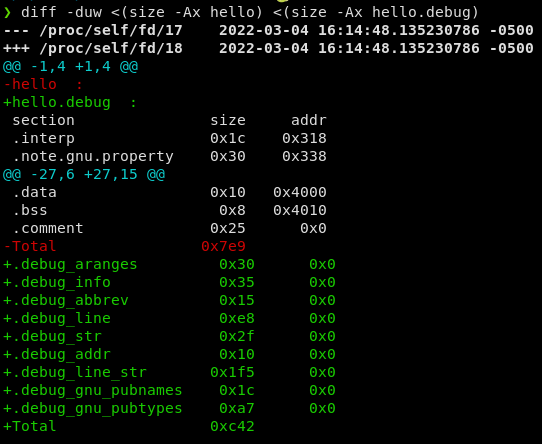 ❯ diff -duw <(size -Ax hello) <(size -Ax hello.debug)
--- /proc/self/fd/17    2022-03-04 16:14:48.135230786 -0500
+++ /proc/self/fd/18    2022-03-04 16:14:48.135230786 -0500
@@ -1,4 +1,4 @@
-hello  :
+hello.debug  :
 section               size     addr
 .interp               0x1c    0x318
 .note.gnu.property    0x30    0x338
@@ -27,6 +27,15 @@
 .data                 0x10   0x4000
 .bss                   0x8   0x4010
 .comment              0x25      0x0
-Total                0x7e9
+.debug_aranges         0x30      0x0
+.debug_info            0x35      0x0
+.debug_abbrev          0x15      0x0
+.debug_line            0xe8      0x0
+.debug_str             0x2f      0x0
+.debug_addr            0x10      0x0
+.debug_line_str       0x1f5      0x0
+.debug_gnu_pubnames    0x1c      0x0
+.debug_gnu_pubtypes    0xa7      0x0
+Total                 0xc42